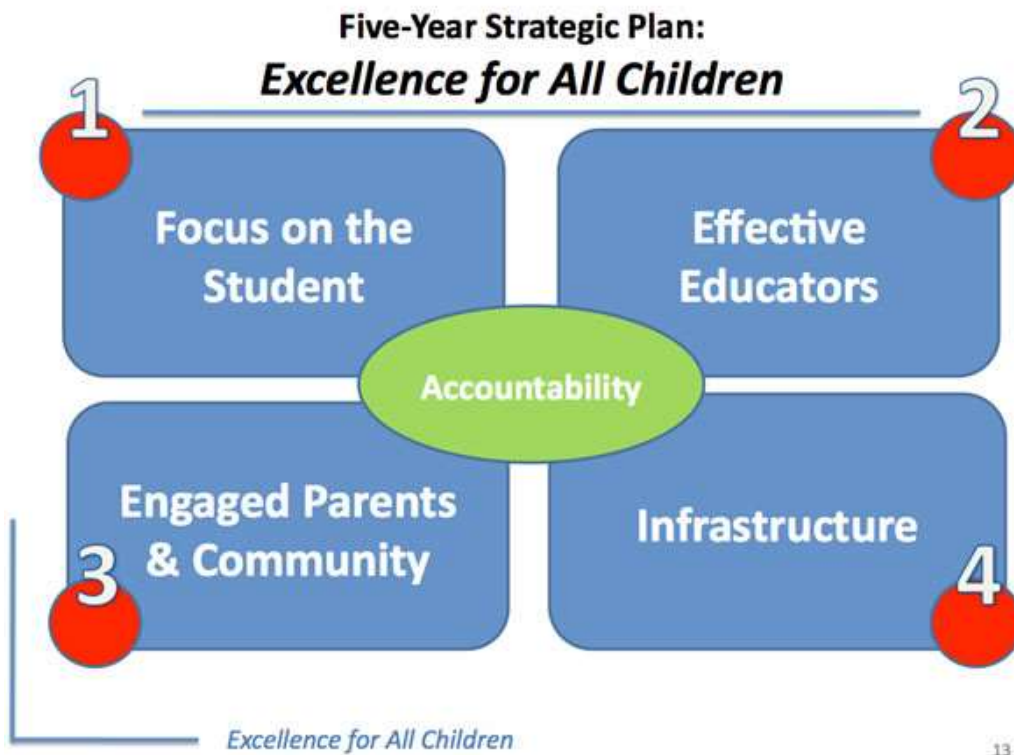 Five-Year Strategic Plan:
Excellence for All Children
1
Focus on the
Student
2
Effective
Educators
Accountability
3
Engaged Parents
& Community
4
Infrastructure
Excellence for All Children
13